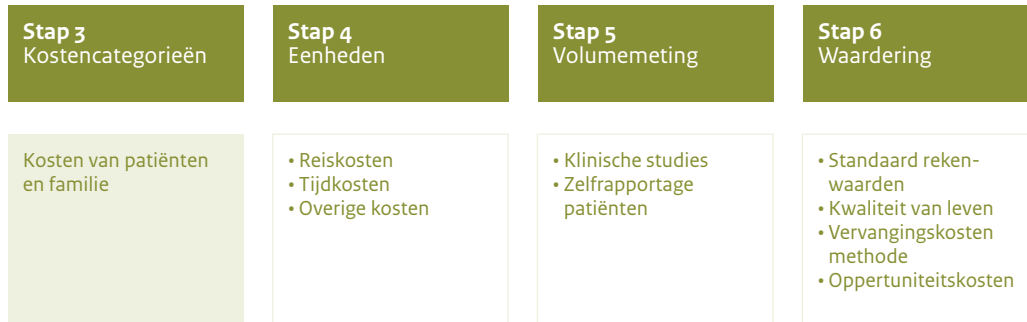 Stap 3
Kostencategorieën
Stap 4
Eenheden
Stap 5
Volumemeting
Stap 6
Waardering
Kosten van patiënten
en familie
• Reiskosten
• Tijdkosten
• Overige kosten
• Klinische studies
• Zelfrapportage
patiënten
• Standaard reken-
waarden
• Kwaliteit van leven
• Vervangingskosten
methode
• Oppertuniteitskosten